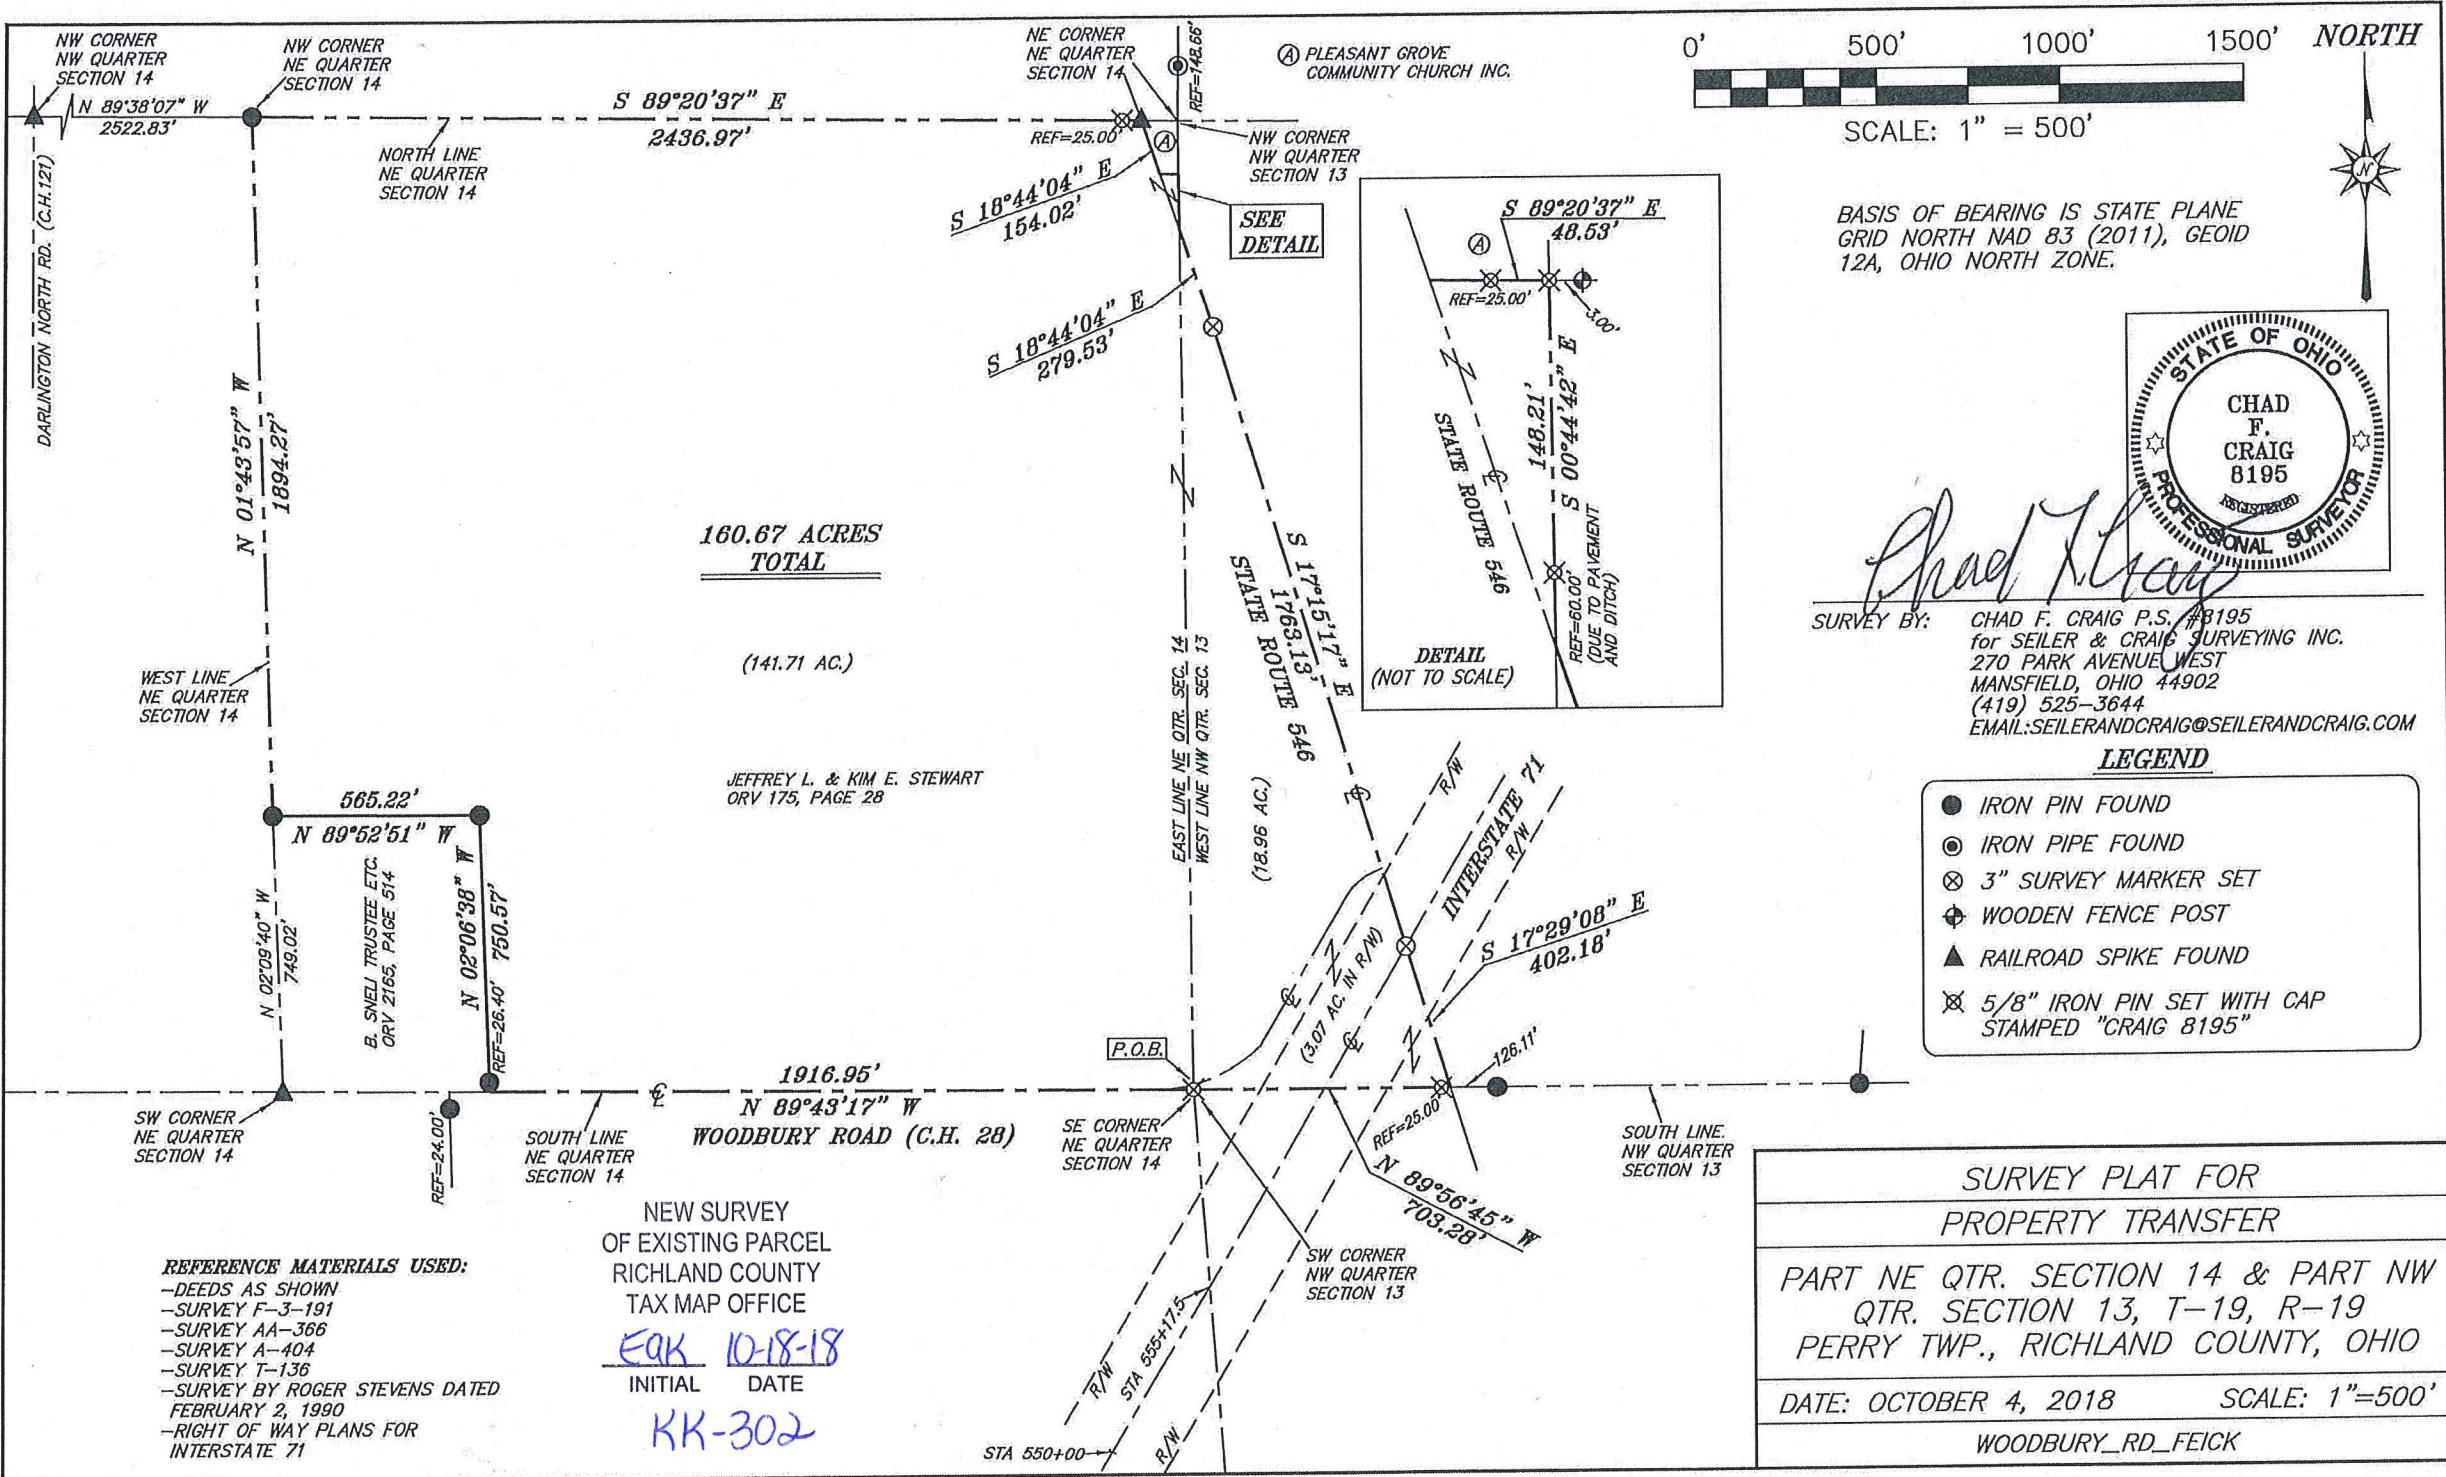 NW CORNER
NW QUARTER
SECTION 14
NW CORNER
NE QUARTER
SECTION 14
N 89°38'07" W
2522.83'
DARLINGTON NORTH RD. (C.H.121)
S 89°20'37" E
2436.97'
NORTH LINE
NE QUARTER
SECTION 14
NE CORNER
NE QUARTER
SECTION 14
REF=148.66'
REF=25.00'
A
S 18°44'04" E
154.02'
S 18°44'04" E
279.53'
A PLEASANT GROVE
COMMUNITY CHURCH INC.
NW CORNER
NW QUARTER
SECTION 13
SEE
DETAIL
0' 500' 1000' 1500'
SCALE: 1" = 500'
NORTH
N
BASIS OF BEARING IS STATE PLANE
GRID NORTH NAD 83 (2011), GEOID
12A, OHIO NORTH ZONE.
S 89°20'37" E
48.53'
A
REF=25.00'
3.00'
148.21'
S 00°44'42" E
STATE ROUTE 546
REF=60.00'
(DUE TO PAVEMENT
AND DITCH)
DETAIL
(NOT TO SCALE)
STATE OF OHIO
CHAD
F.
CRAIG
8195
REGISTERED
PROFESSIONAL SURVEYOR
Chad F. Craig
SURVEY BY: CHAD F. CRAIG P.S. #8195
for SEILER & CRAIG SURVEYING INC.
270 PARK AVENUE WEST
MANSFIELD, OHIO 44902
(419) 525-3644
EMAIL:SEILERANDCRAIG@SEILERANDCRAIG.COM
N 01°43'57" W
1894.27'
WEST LINE
NE QUARTER
SECTION 14
160.67 ACRES
TOTAL
(141.71 AC.)
JEFFREY L. & KIM E. STEWART
ORV 175, PAGE 28
EAST LINE NE QTR. SEC. 14
WEST LINE NW QTR. SEC. 13
S 17°15'17" E
1763.13'
STATE ROUTE 546
(18.96 AC.)
R/W
INTERSTATE 71
R/W
(3.07 AC. IN R/W)
S 17°29'08" E
402.18'
565.22'
N 89°52'51" W
B. SNELI TRUSTEE ETC.
ORV 2165, PAGE 514
N 02°06'38" W
REF=26.40' 750.57'
N 02°09'40" W
749.02'
LEGEND
IRON PIN FOUND
IRON PIPE FOUND
3" SURVEY MARKER SET
WOODEN FENCE POST
RAILROAD SPIKE FOUND
5/8" IRON PIN SET WITH CAP
STAMPED "CRAIG 8195"
SW CORNER
NE QUARTER
SECTION 14
REF=24.00'
SOUTH LINE
NE QUARTER
SECTION 14
1916.95'
N 89°43'17" W
WOODBURY ROAD (C.H. 28)
P.O.B.
SE CORNER
NE QUARTER
SECTION 14
126.11'
REF=25.00'
N 89°56'45" W
703.28'
SOUTH LINE
NW QUARTER
SECTION 13
SW CORNER
NW QUARTER
SECTION 13
R/W
STA 555+17.5
STA 550+00
R/W
REFERENCE MATERIALS USED:
-DEEDS AS SHOWN
-SURVEY F-3-191
-SURVEY AA-366
-SURVEY A-404
-SURVEY T-136
-SURVEY BY ROGER STEVENS DATED
FEBRUARY 2, 1990
-RIGHT OF WAY PLANS FOR
INTERSTATE 71
NEW SURVEY
OF EXISTING PARCEL
RICHLAND COUNTY
TAX MAP OFFICE
EqK 10-18-18
INITIAL DATE
KK-302
SURVEY PLAT FOR
PROPERTY TRANSFER
PART NE QTR. SECTION 14 & PART NW
QTR. SECTION 13, T-19, R-19
PERRY TWP., RICHLAND COUNTY, OHIO
DATE: OCTOBER 4, 2018 SCALE: 1"=500'
WOODBURY_RD_FEICK